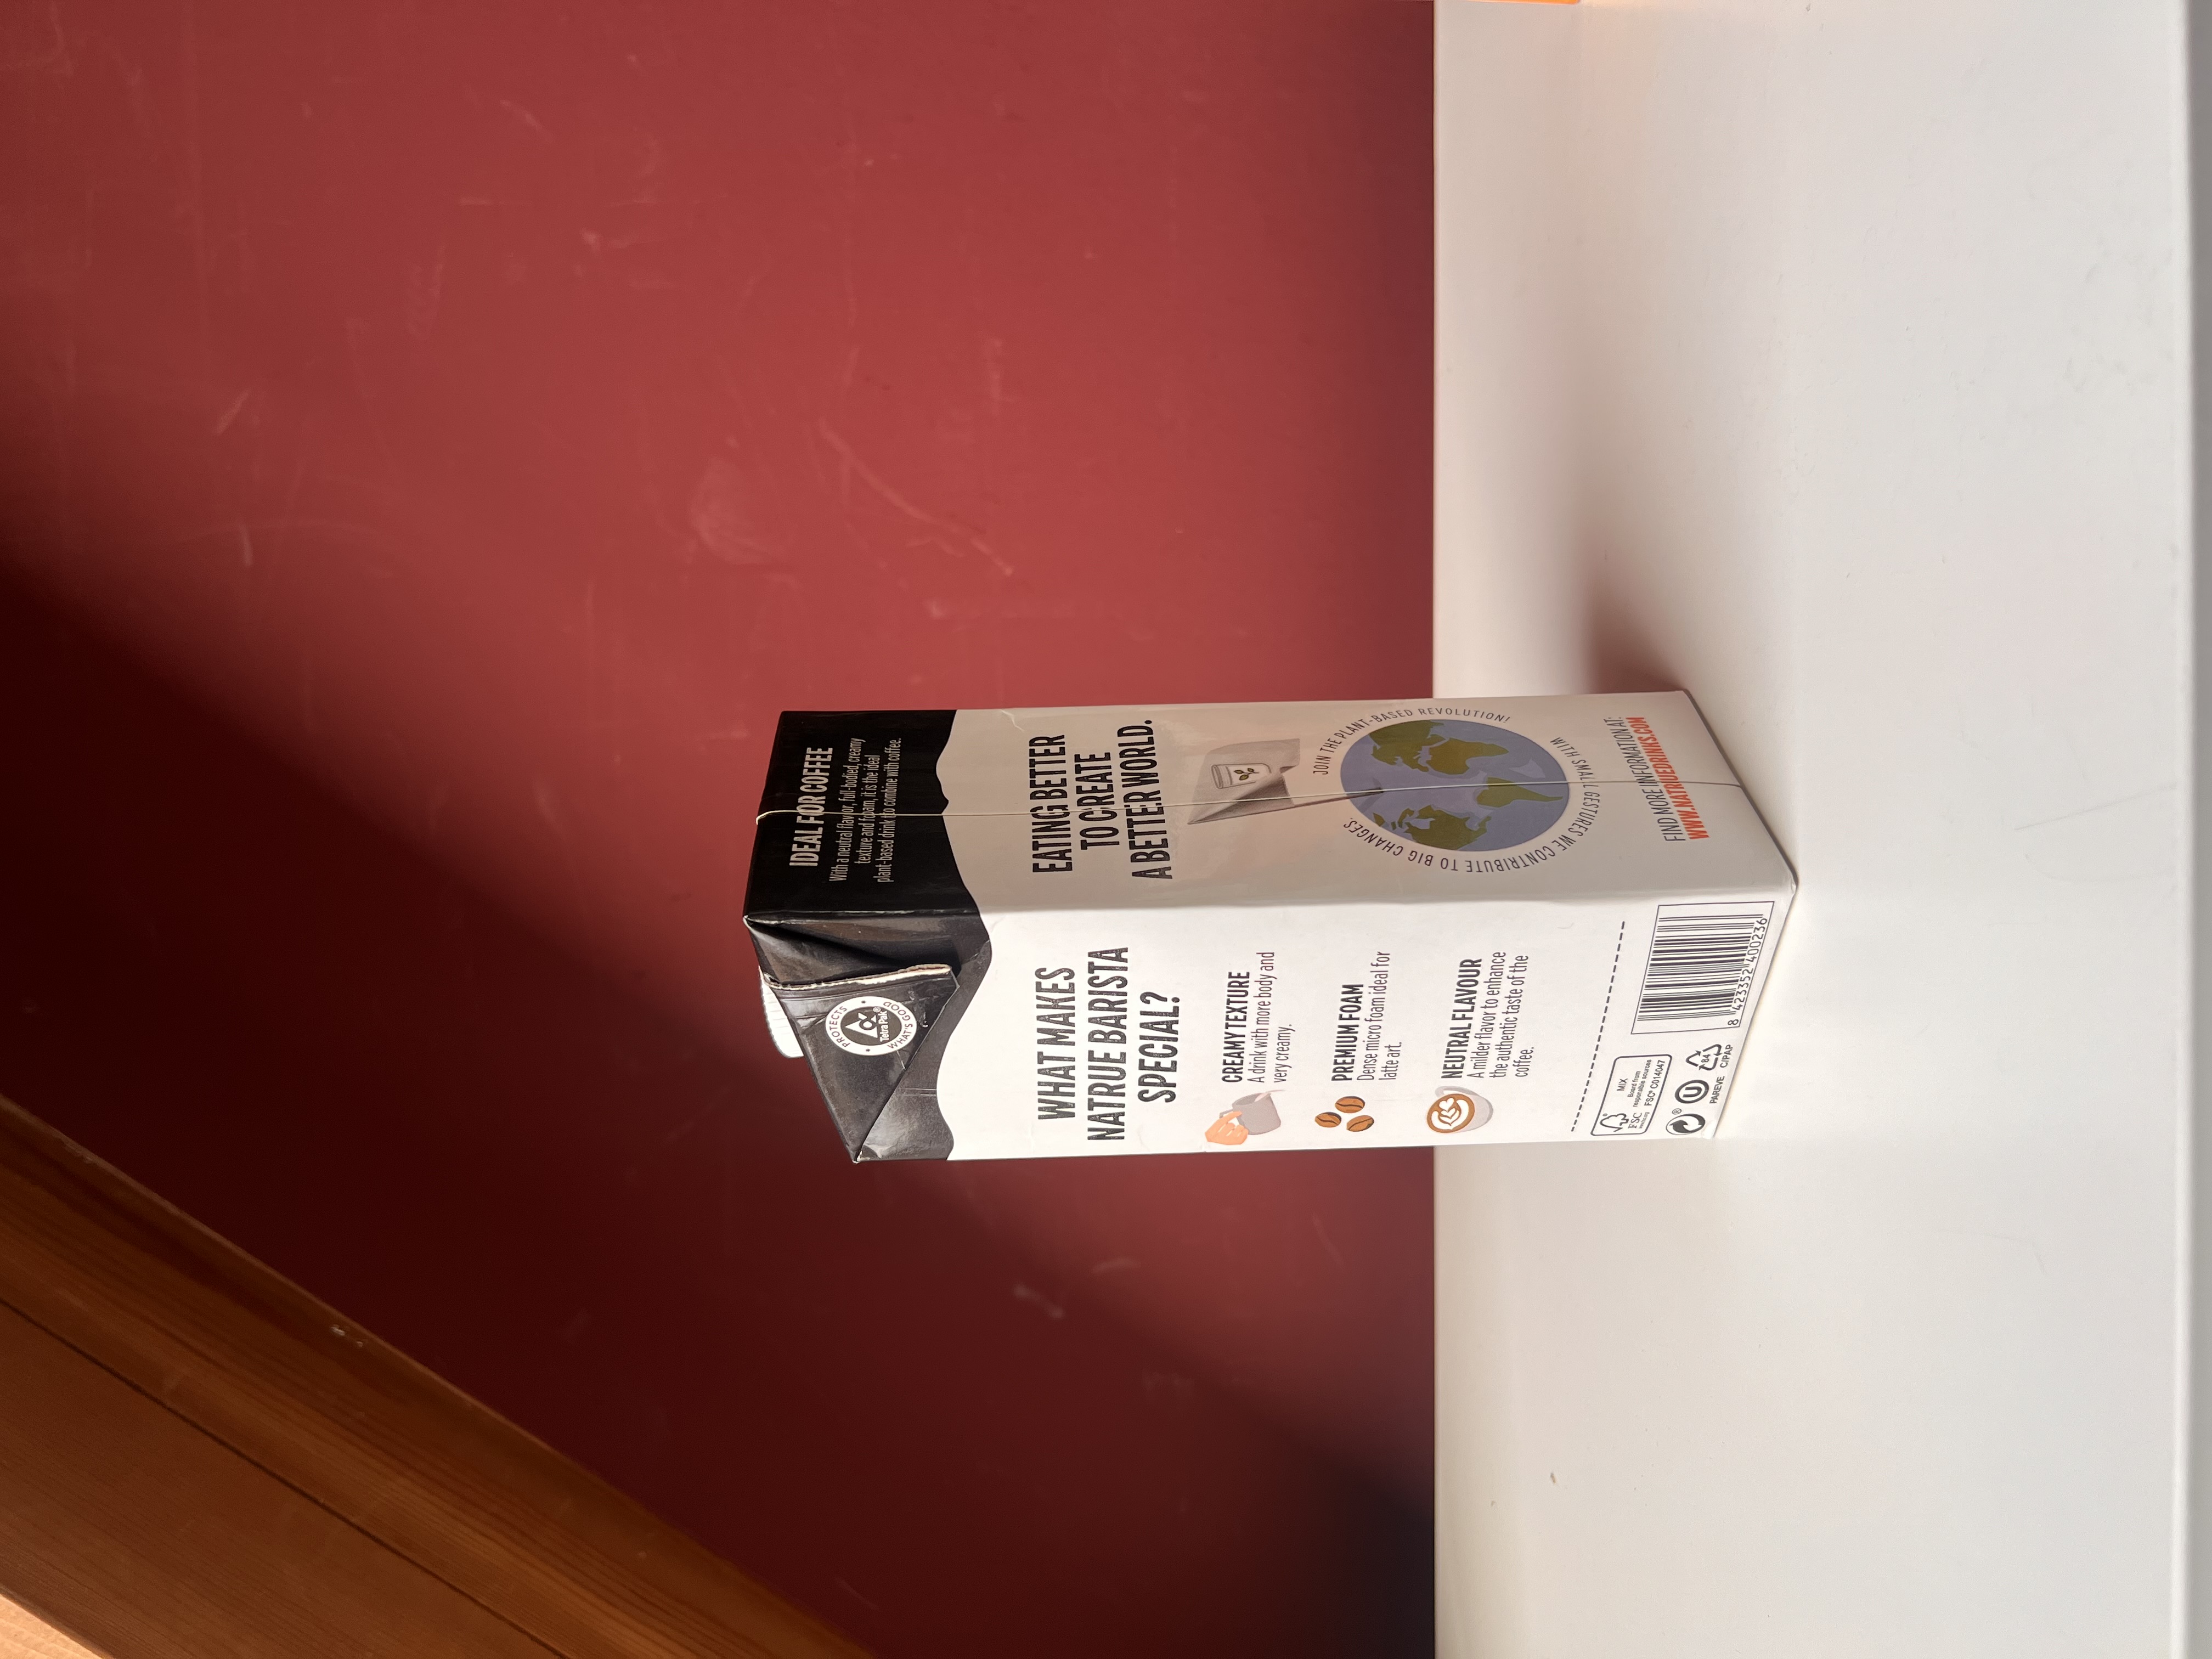 PROTECTS
Tetra Pak®
WHAT'S GOOD
WHAT MAKES
NATRUE BARISTA
SPECIAL?
CREAMY TEXTURE
A drink with more body and
very creamy.
PREMIUM FOAM
Dense micro foam ideal for
latte art.
NEUTRAL FLAVOUR
A milder flavor to enhance
the authentic taste of the
coffee.
FSC®
www.fsc.org
MIX
Board from
responsible sources
FSC® C014047
®
U
PAREVE
84
C/PAP
8 423352 400236
IDEAL FOR COFFEE
With a neutral flavor, full-bodied, creamy
texture and foam, it is the ideal
plant-based drink to combine with coffee.
EATING BETTER
TO CREATE
A BETTER WORLD.
JOIN THE PLANT-BASED REVOLUTION!
WITH SMALL GESTURES WE CONTRIBUTE TO BIG CHANGES.
FIND MORE INFORMATION AT:
WWW.NATRUEDRINKS.COM